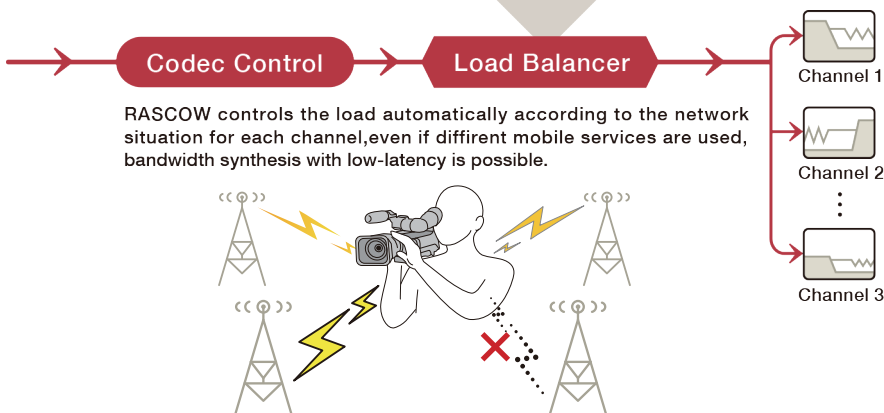 Codec Control
Load Balancer
Channel 1
RASCOW controls the load automatically according to the network
situation for each channel,even if diffirent mobile services are used,
bandwidth synthesis with low-latency is possible.
Channel 2
Channel 3